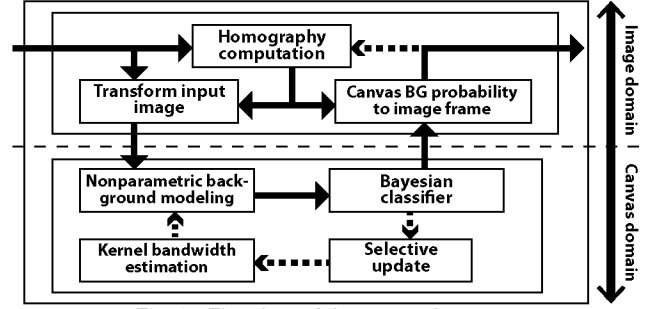 Homography
computation
Transform input
image
Canvas BG probability
to image frame
Nonparametric back-
ground modeling
Bayesian
classifier
Kernel bandwidth
estimation
Selective
update
Image domain
Canvas domain